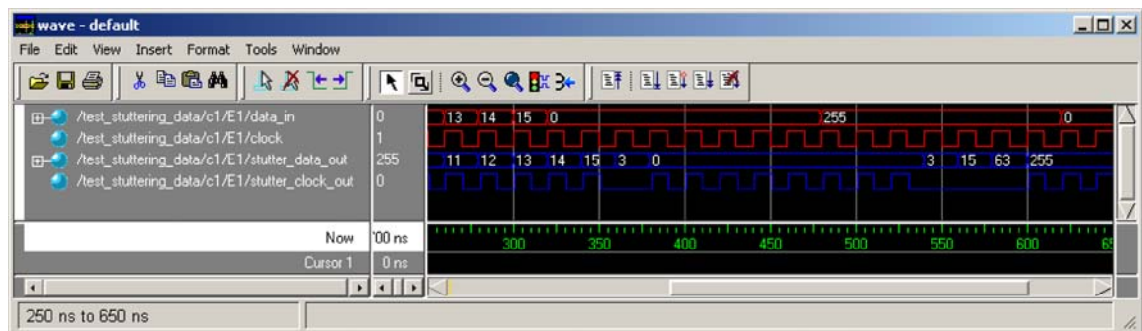 wave - default
File Edit View Insert Format Tools Window
/test_stuttering_data/c1/E1/data_in 0 13 14 15 0 255 0
/test_stuttering_data/c1/E1/clock 1
/test_stuttering_data/c1/E1/stutter_data_out 255 11 12 13 14 15 3 0 3 15 63 255
/test_stuttering_data/c1/E1/stutter_clock_out 0
Now '00 ns
300 350 400 450 500 550 600 65
Cursor 1 0 ns
250 ns to 650 ns